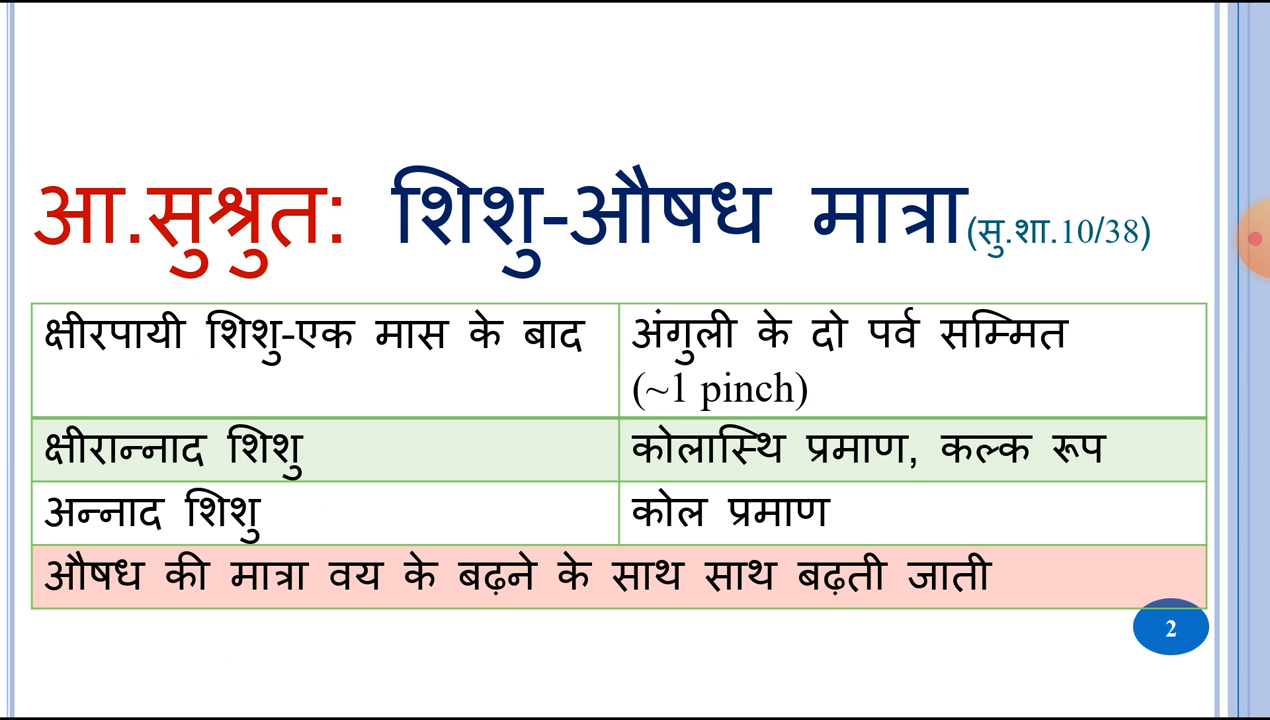 आ.सुश्रुत: शिशु-औषध मात्रा(सु.शा.10/38)
क्षीरपायी शिशु-एक मास के बाद
अंगुली के दो पर्व सम्मित
(~1 pinch)
क्षीरान्नाद शिशु
कोलास्थि प्रमाण, कल्क रूप
अन्नाद शिशु
कोल प्रमाण
औषध की मात्रा वय के बढ़ने के साथ साथ बढ़ती जाती
2